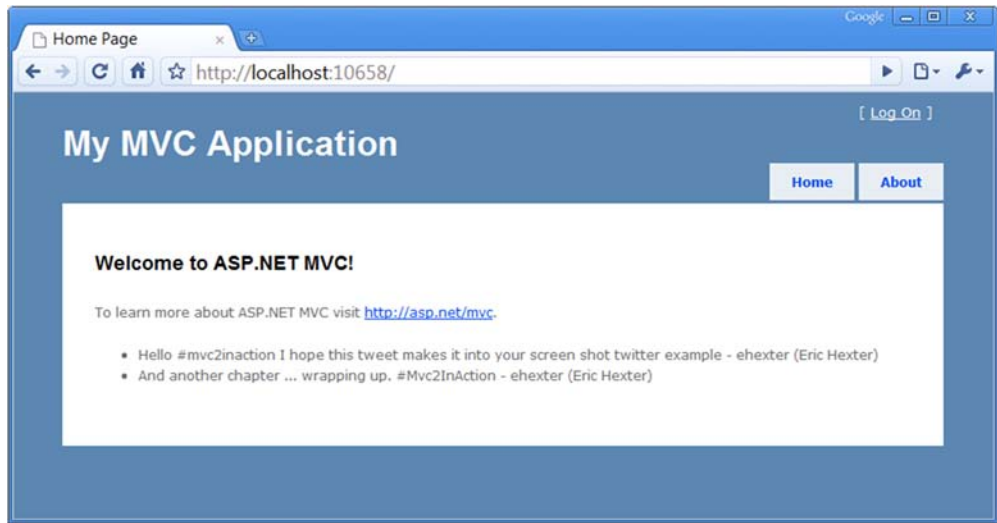 Google
Home Page
http://localhost:10658/
[ Log On ]
My MVC Application
Home
About
Welcome to ASP.NET MVC!
To learn more about ASP.NET MVC visit http://asp.net/mvc.
• Hello #mvc2inaction I hope this tweet makes it into your screen shot twitter example - ehexter (Eric Hexter)
• And another chapter ... wrapping up. #Mvc2InAction - ehexter (Eric Hexter)